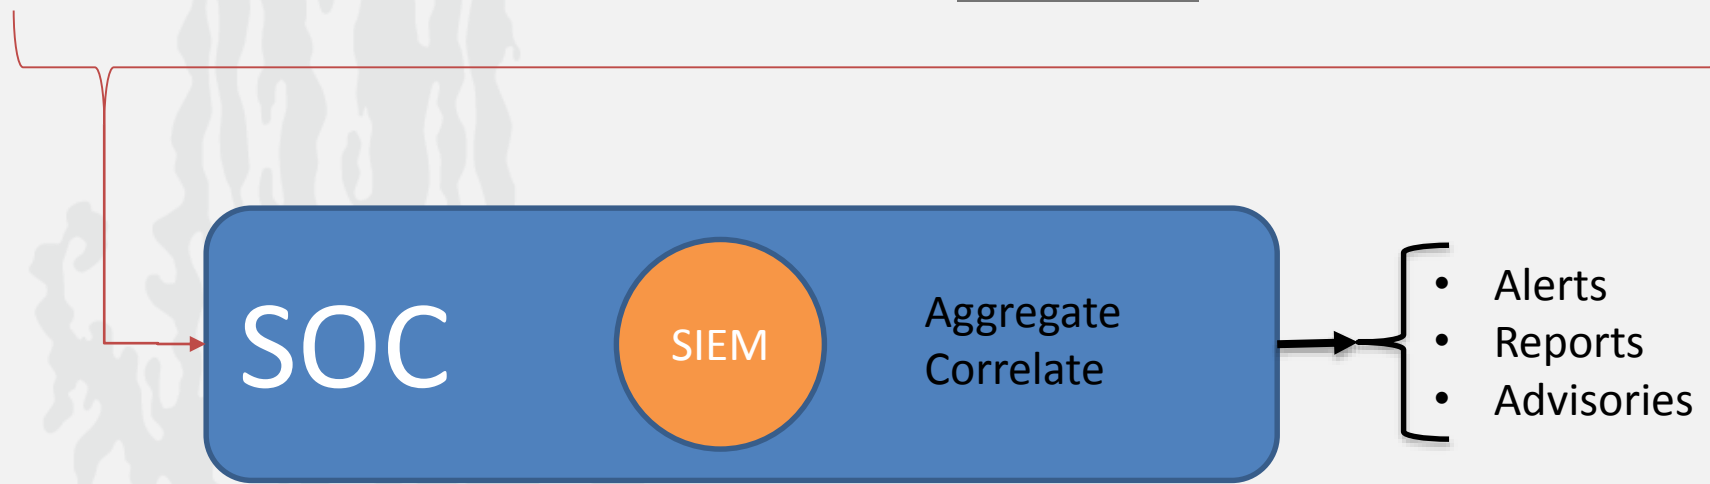 SOC
SIEM
Aggregate
Correlate
• Alerts
• Reports
• Advisories